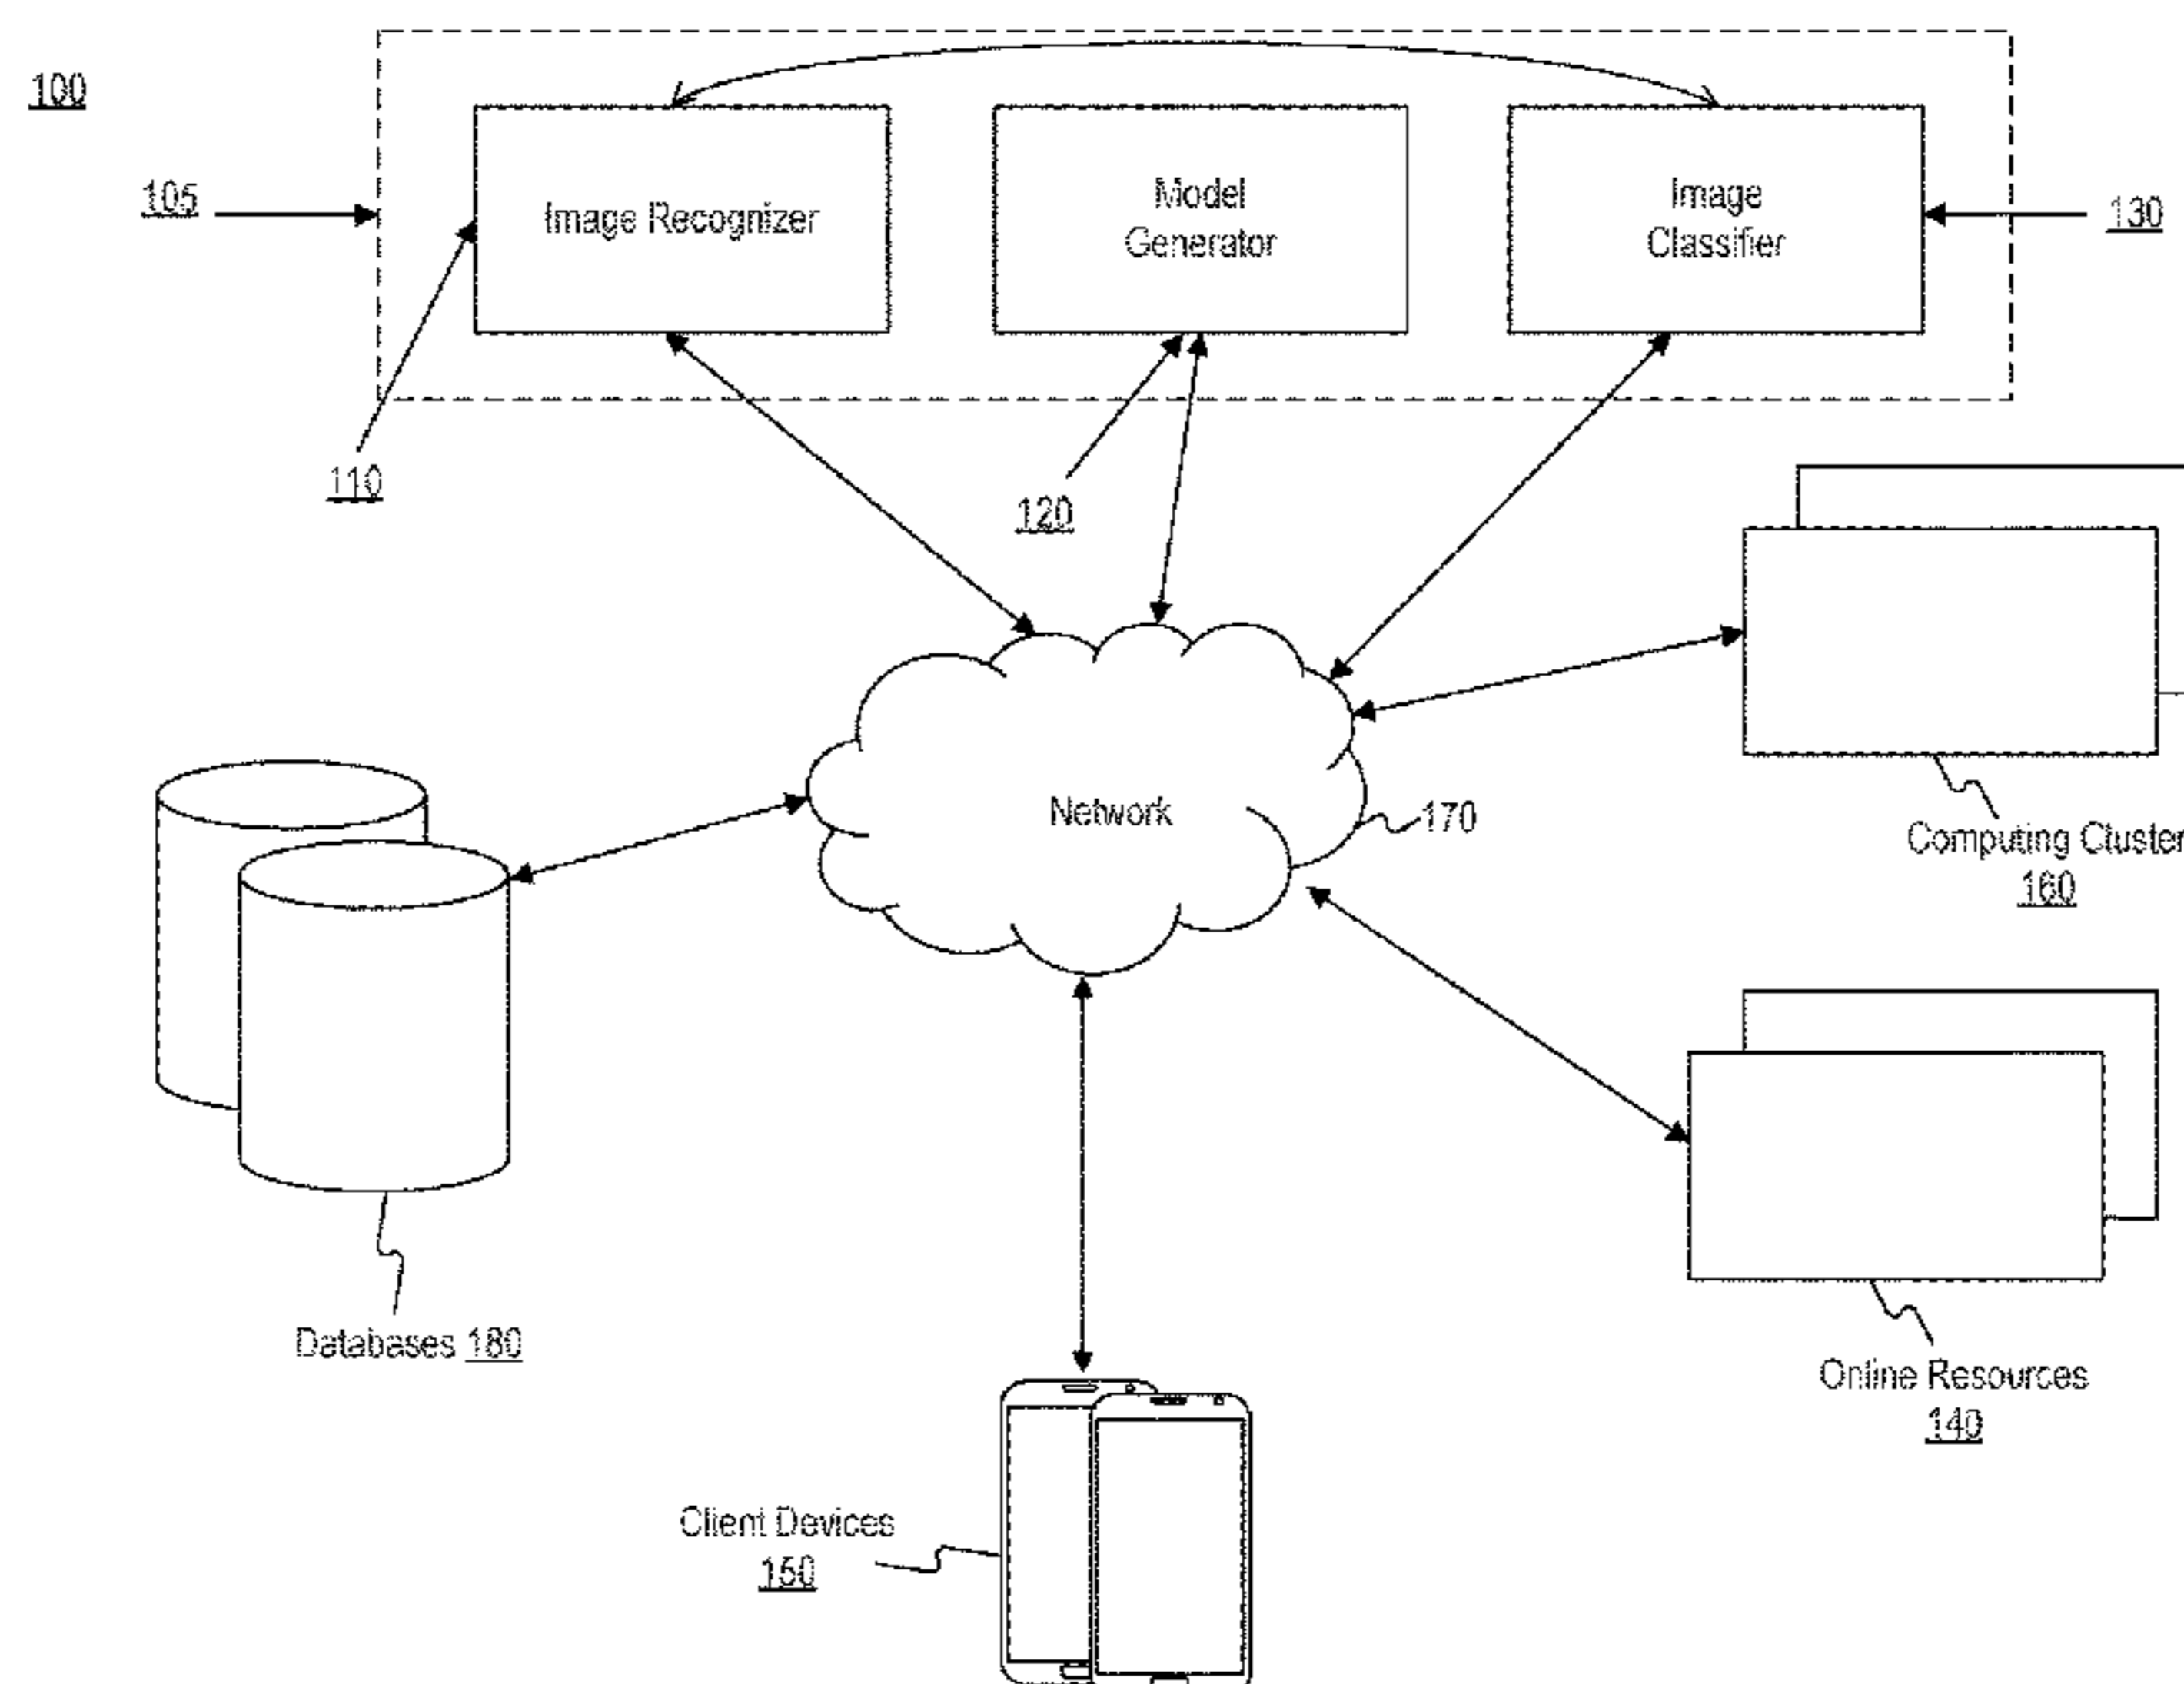 100
105
Image Recognizer
Model
Generator
Image
Classifier
130
110
120
Network
170
Computing Cluster
160
Databases 180
Online Resources
140
Client Devices
150